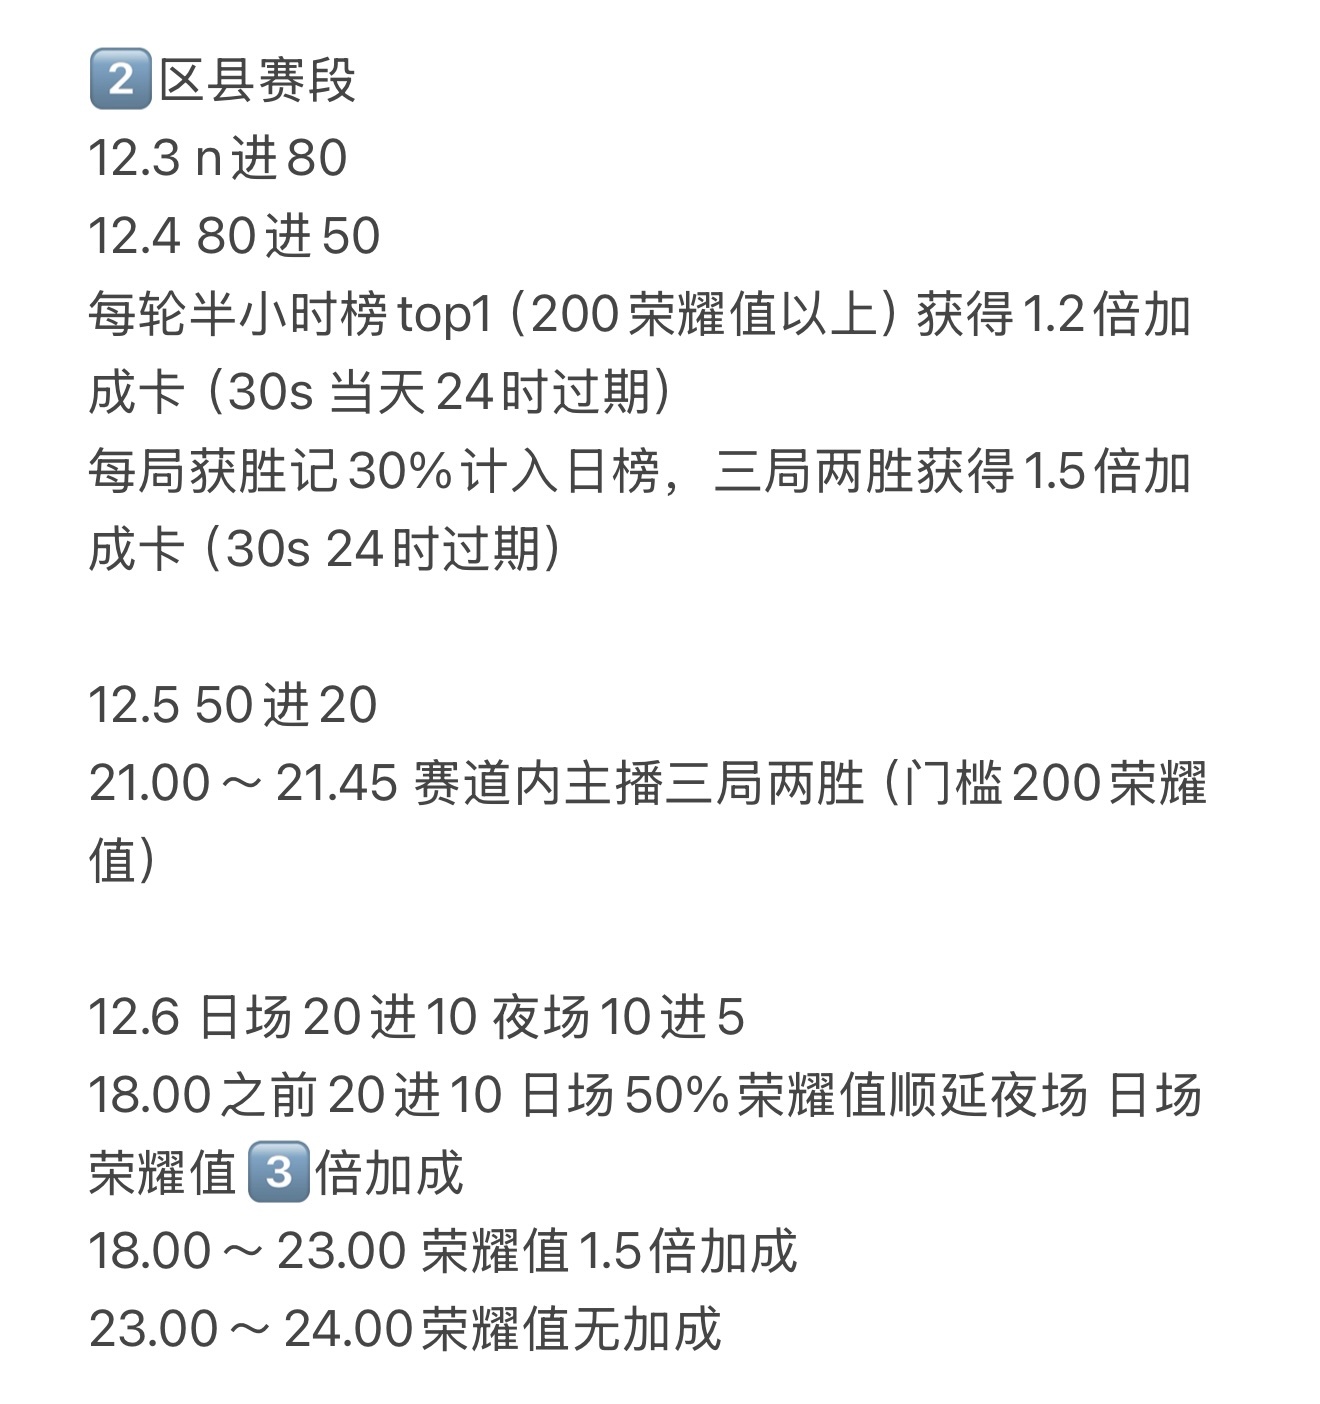 2️⃣区县赛段
12.3 n进80
12.4 80进50
每轮半小时榜top1（200荣耀值以上）获得1.2倍加
成卡（30s 当天24时过期）
每局获胜记30%计入日榜，三局两胜获得1.5倍加
成卡（30s 24时过期）
12.5 50进20
21.00～21.45 赛道内主播三局两胜（门槛200荣耀
值）
12.6 日场20进10 夜场10进5
18.00之前20进10 日场50%荣耀值顺延夜场 日场
荣耀值3️⃣倍加成
18.00～23.00 荣耀值1.5倍加成
23.00～24.00荣耀值无加成